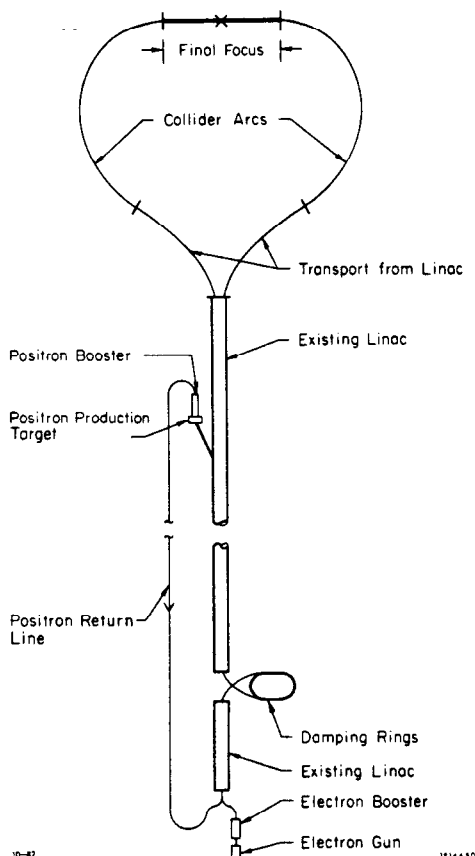 Final Focus
Collider Arcs
Transport from Linac
Existing Linac
Positron Booster
Positron Production
Target
Positron Return
Line
Damping Rings
Existing Linac
Electron Booster
Electron Gun